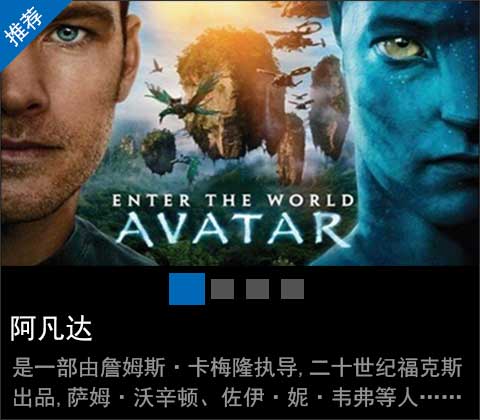 推荐
ENTER THE WORLD
AVATAR
阿凡达
是一部由詹姆斯·卡梅隆执导,二十世纪福克斯
出品,萨姆·沃辛顿、佐伊·妮·韦弗等人……